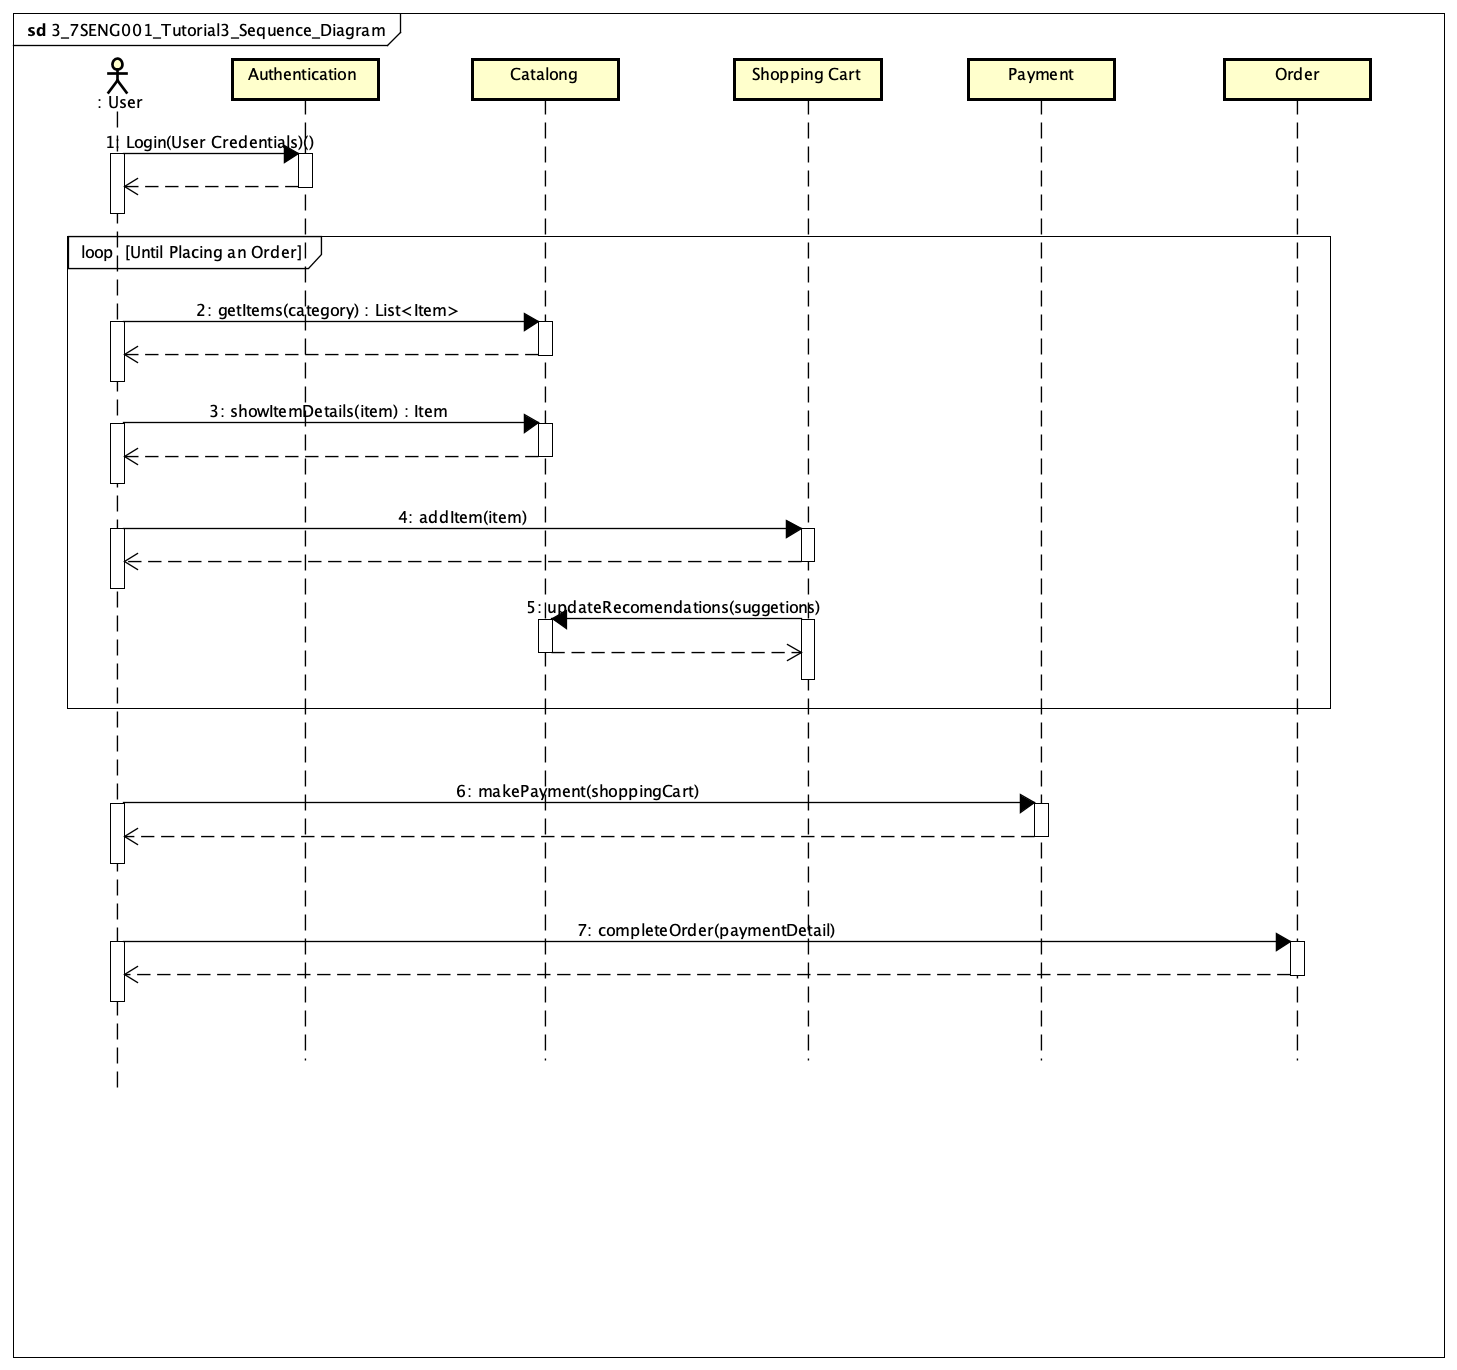 sd 3_7SENG001_Tutorial3_Sequence_Diagram
: User
Authentication
Catalong
Shopping Cart
Payment
Order
1: Login(User Credentials)()
loop [Until Placing an Order]
2: getItems(category) : List<Item>
3: showItemDetails(item) : Item
4: addItem(item)
5: updateRecomendations(suggetions)
6: makePayment(shoppingCart)
7: completeOrder(paymentDetail)